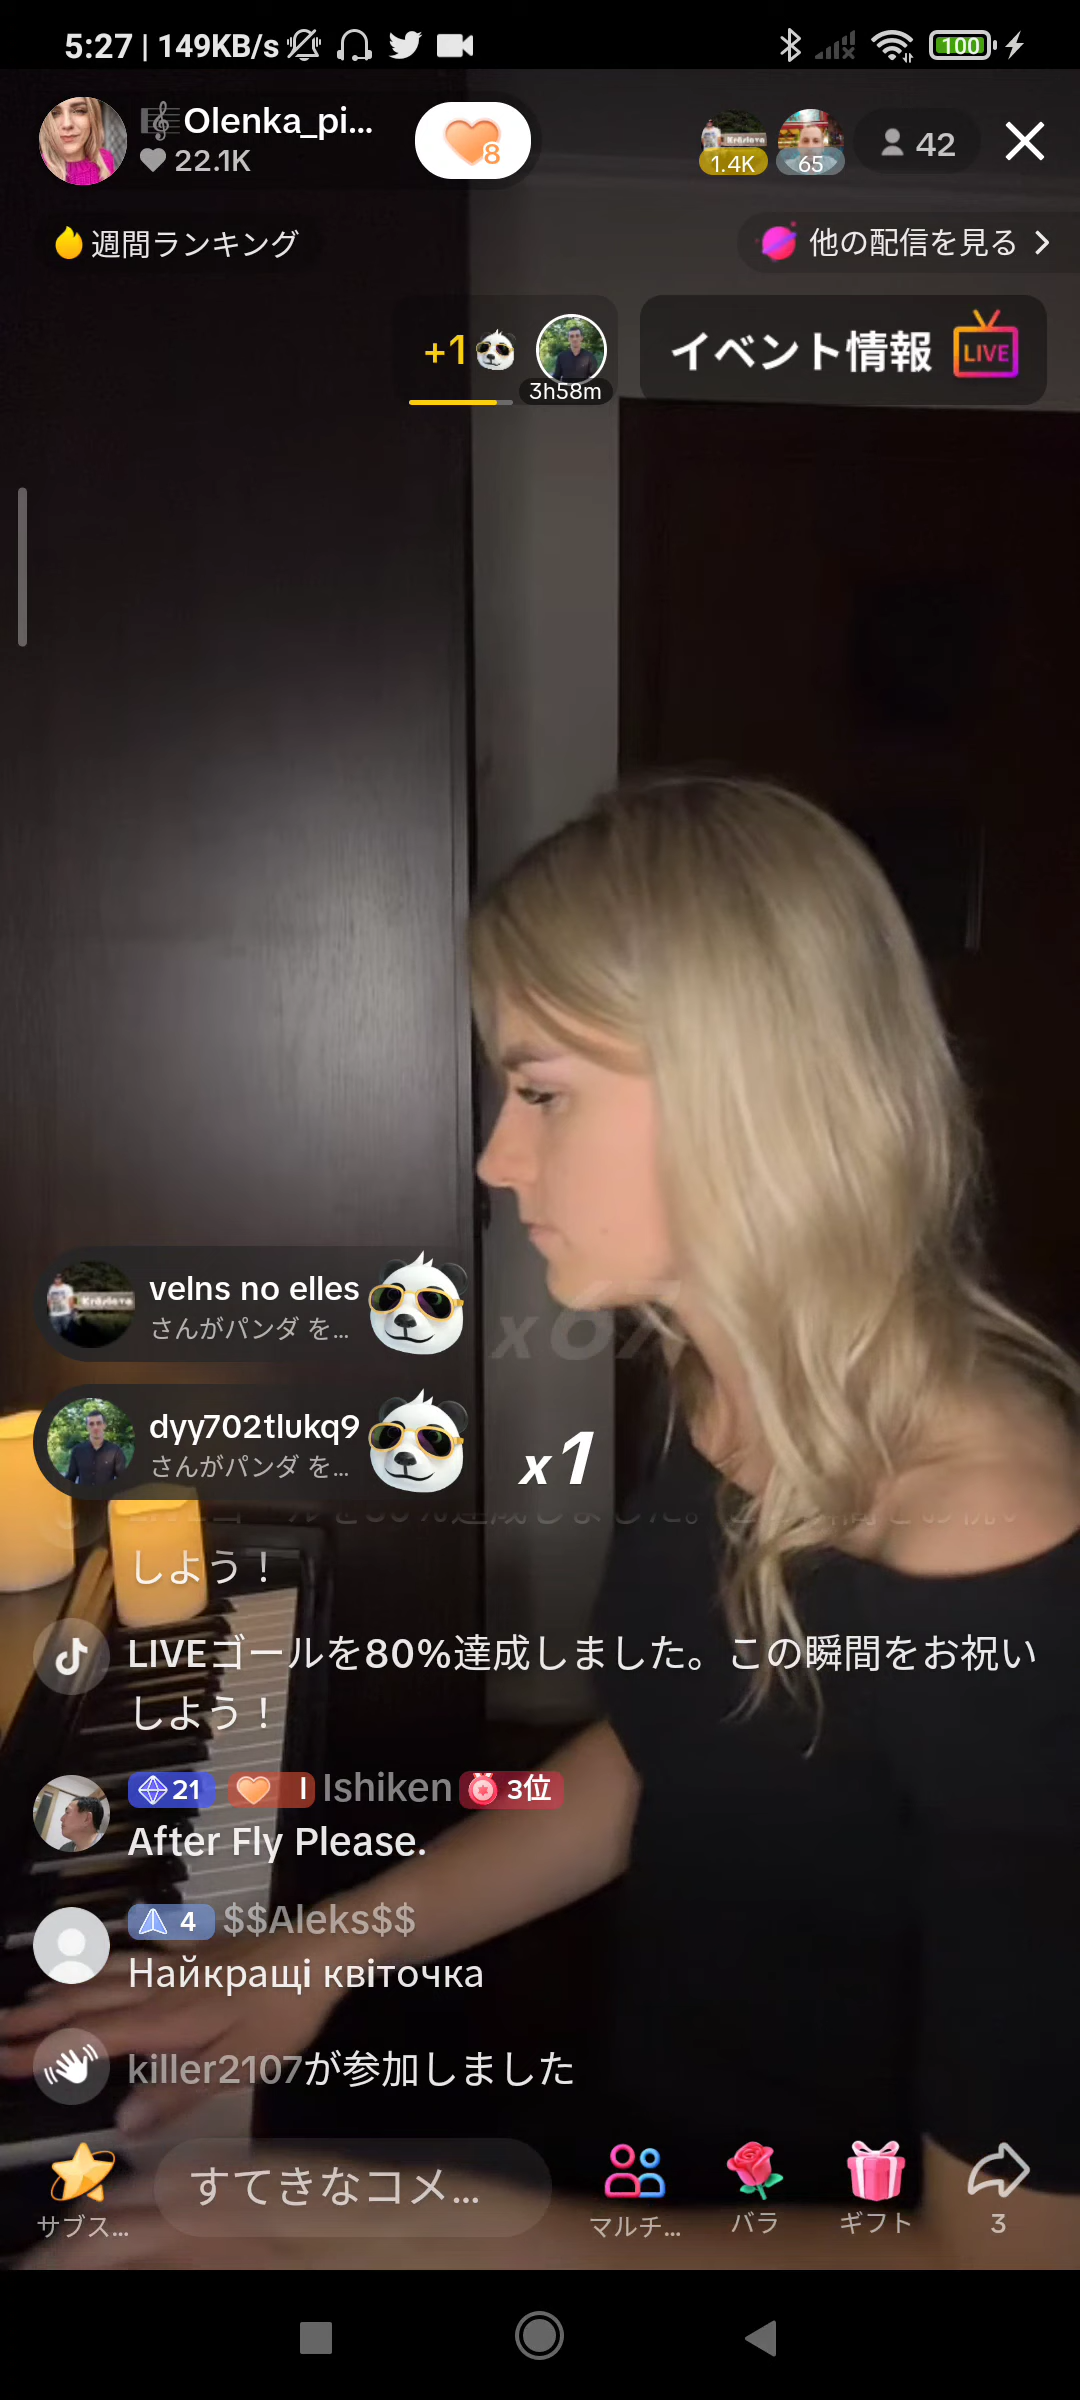 5:27 | 149KB/s
100
Olenka_pi...
22.1K
8
1.4K
65
42
週間ランキング
他の配信を見る
+1
3h58m
イベント情報
LIVE
velns no elles
さんがパンダ を...
dyy702tlukq9
さんがパンダ を...
x1
しよう！
LIVEゴールを80%達成しました。この瞬間をお祝い
しよう！
21 I Ishiken 3位
After Fly Please.
4 $$Aleks$$
Найкращі квіточка
killer2107が参加しました
すてきなコメ...
サブス...
マルチ...
バラ
ギフト
3